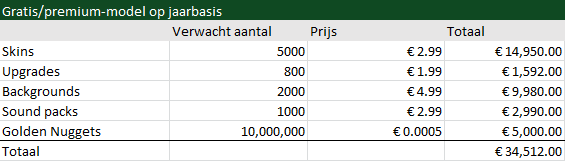 Gratis/premium-model op jaarbasis
Verwacht aantal Prijs Totaal
Skins 5000 € 2.99 € 14,950.00
Upgrades 800 € 1.99 € 1,592.00
Backgrounds 2000 € 4.99 € 9,980.00
Sound packs 1000 € 2.99 € 2,990.00
Golden Nuggets 10,000,000 € 0.0005 € 5,000.00
Totaal € 34,512.00